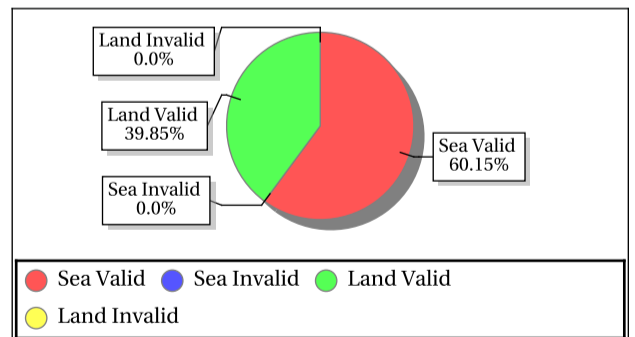 Land Invalid
0.0%
Land Valid
39.85%
Sea Valid
60.15%
Sea Invalid
0.0%
Sea Valid Sea Invalid Land Valid
Land Invalid